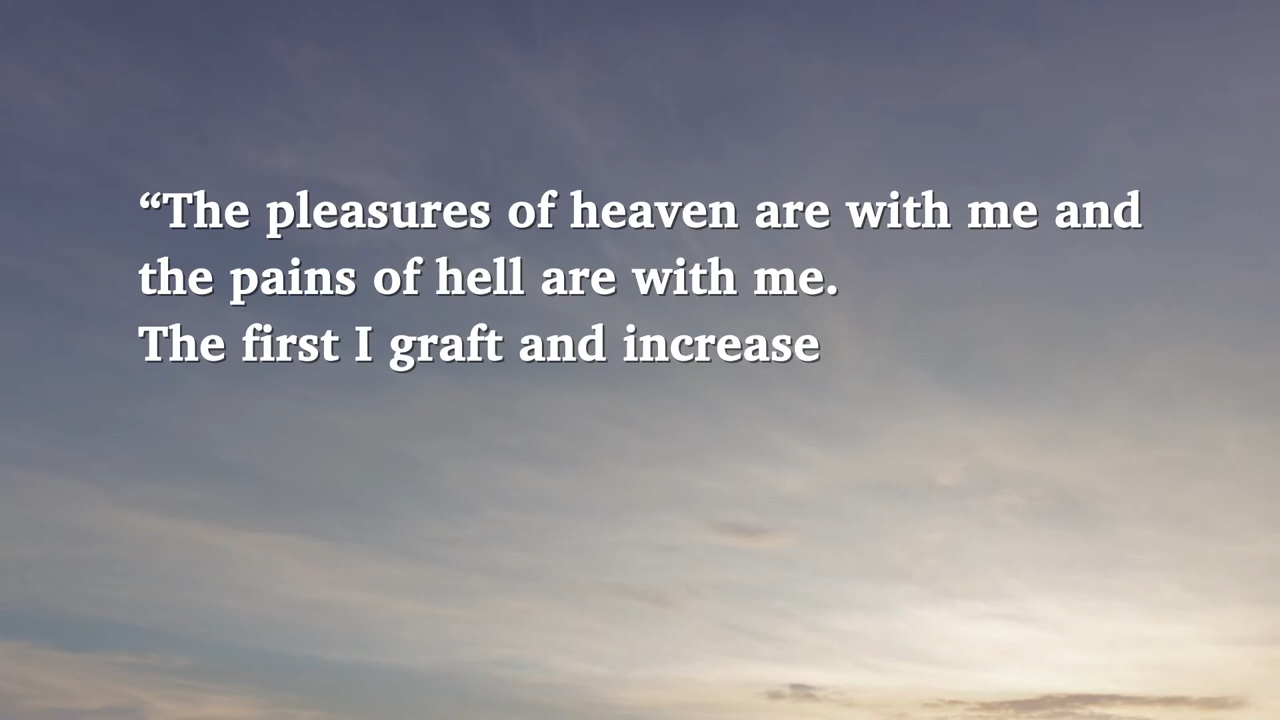 “The pleasures of heaven are with me and
the pains of hell are with me.
The first I graft and increase